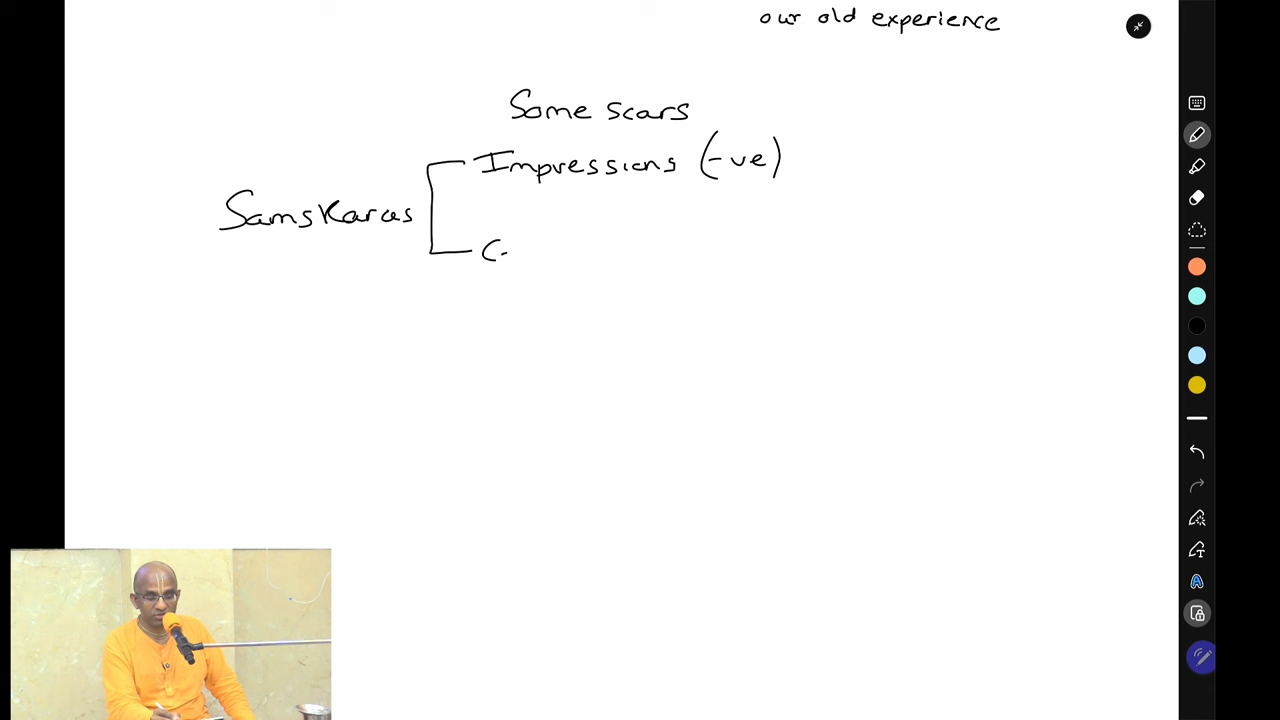 our old experience
Some scars
Impressions (-ve)
Samskaras
C